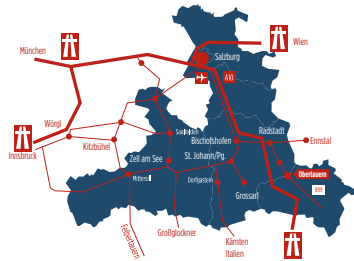 München
Wien
Salzburg
A10
Wörgl
Innsbruck
Kitzbühel
Saalfelden
Bischofshofen
Radstadt
Ennstal
Zell am See
St. Johann/Pg.
Mittersill
Dorfgastein
Obertauern
B99
Grossarl
Felbertauern
Großglockner
Kärnten
Italien